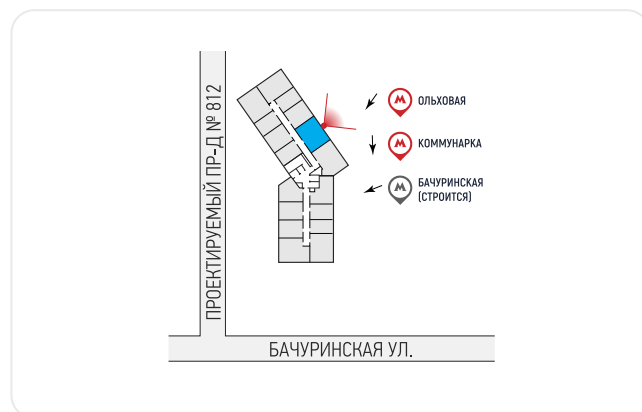 ПРОЕКТИРУЕМЫЙ ПР-Д № 812
М ОЛЬХОВАЯ
М КОММУНАРКА
М БАЧУРИНСКАЯ
(СТРОИТСЯ)
БАЧУРИНСКАЯ УЛ.